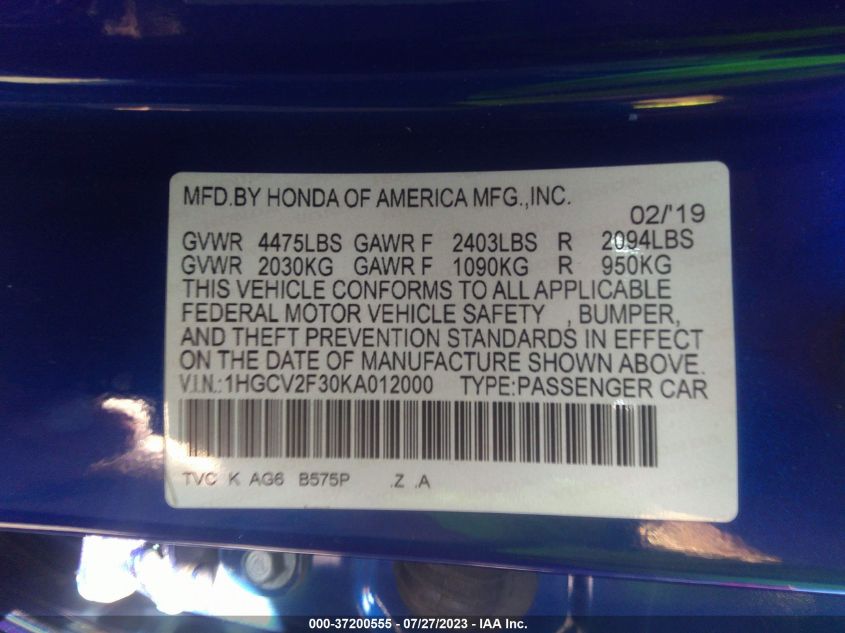 MFD.BY HONDA OF AMERICA MFG.,INC.
02/'19
GVWR 4475LBS GAWR F 2403LBS R 2094LBS
GVWR 2030KG GAWR F 1090KG R 950KG
THIS VEHICLE CONFORMS TO ALL APPLICABLE
FEDERAL MOTOR VEHICLE SAFETY , BUMPER,
AND THEFT PREVENTION STANDARDS IN EFFECT
ON THE DATE OF MANUFACTURE SHOWN ABOVE.
V.I.N.:1HGCV2F30KA012000 TYPE:PASSENGER CAR
TVC K AG6 B575P .Z .A
000-37200555 / 07/27/2023 - IAA Inc.